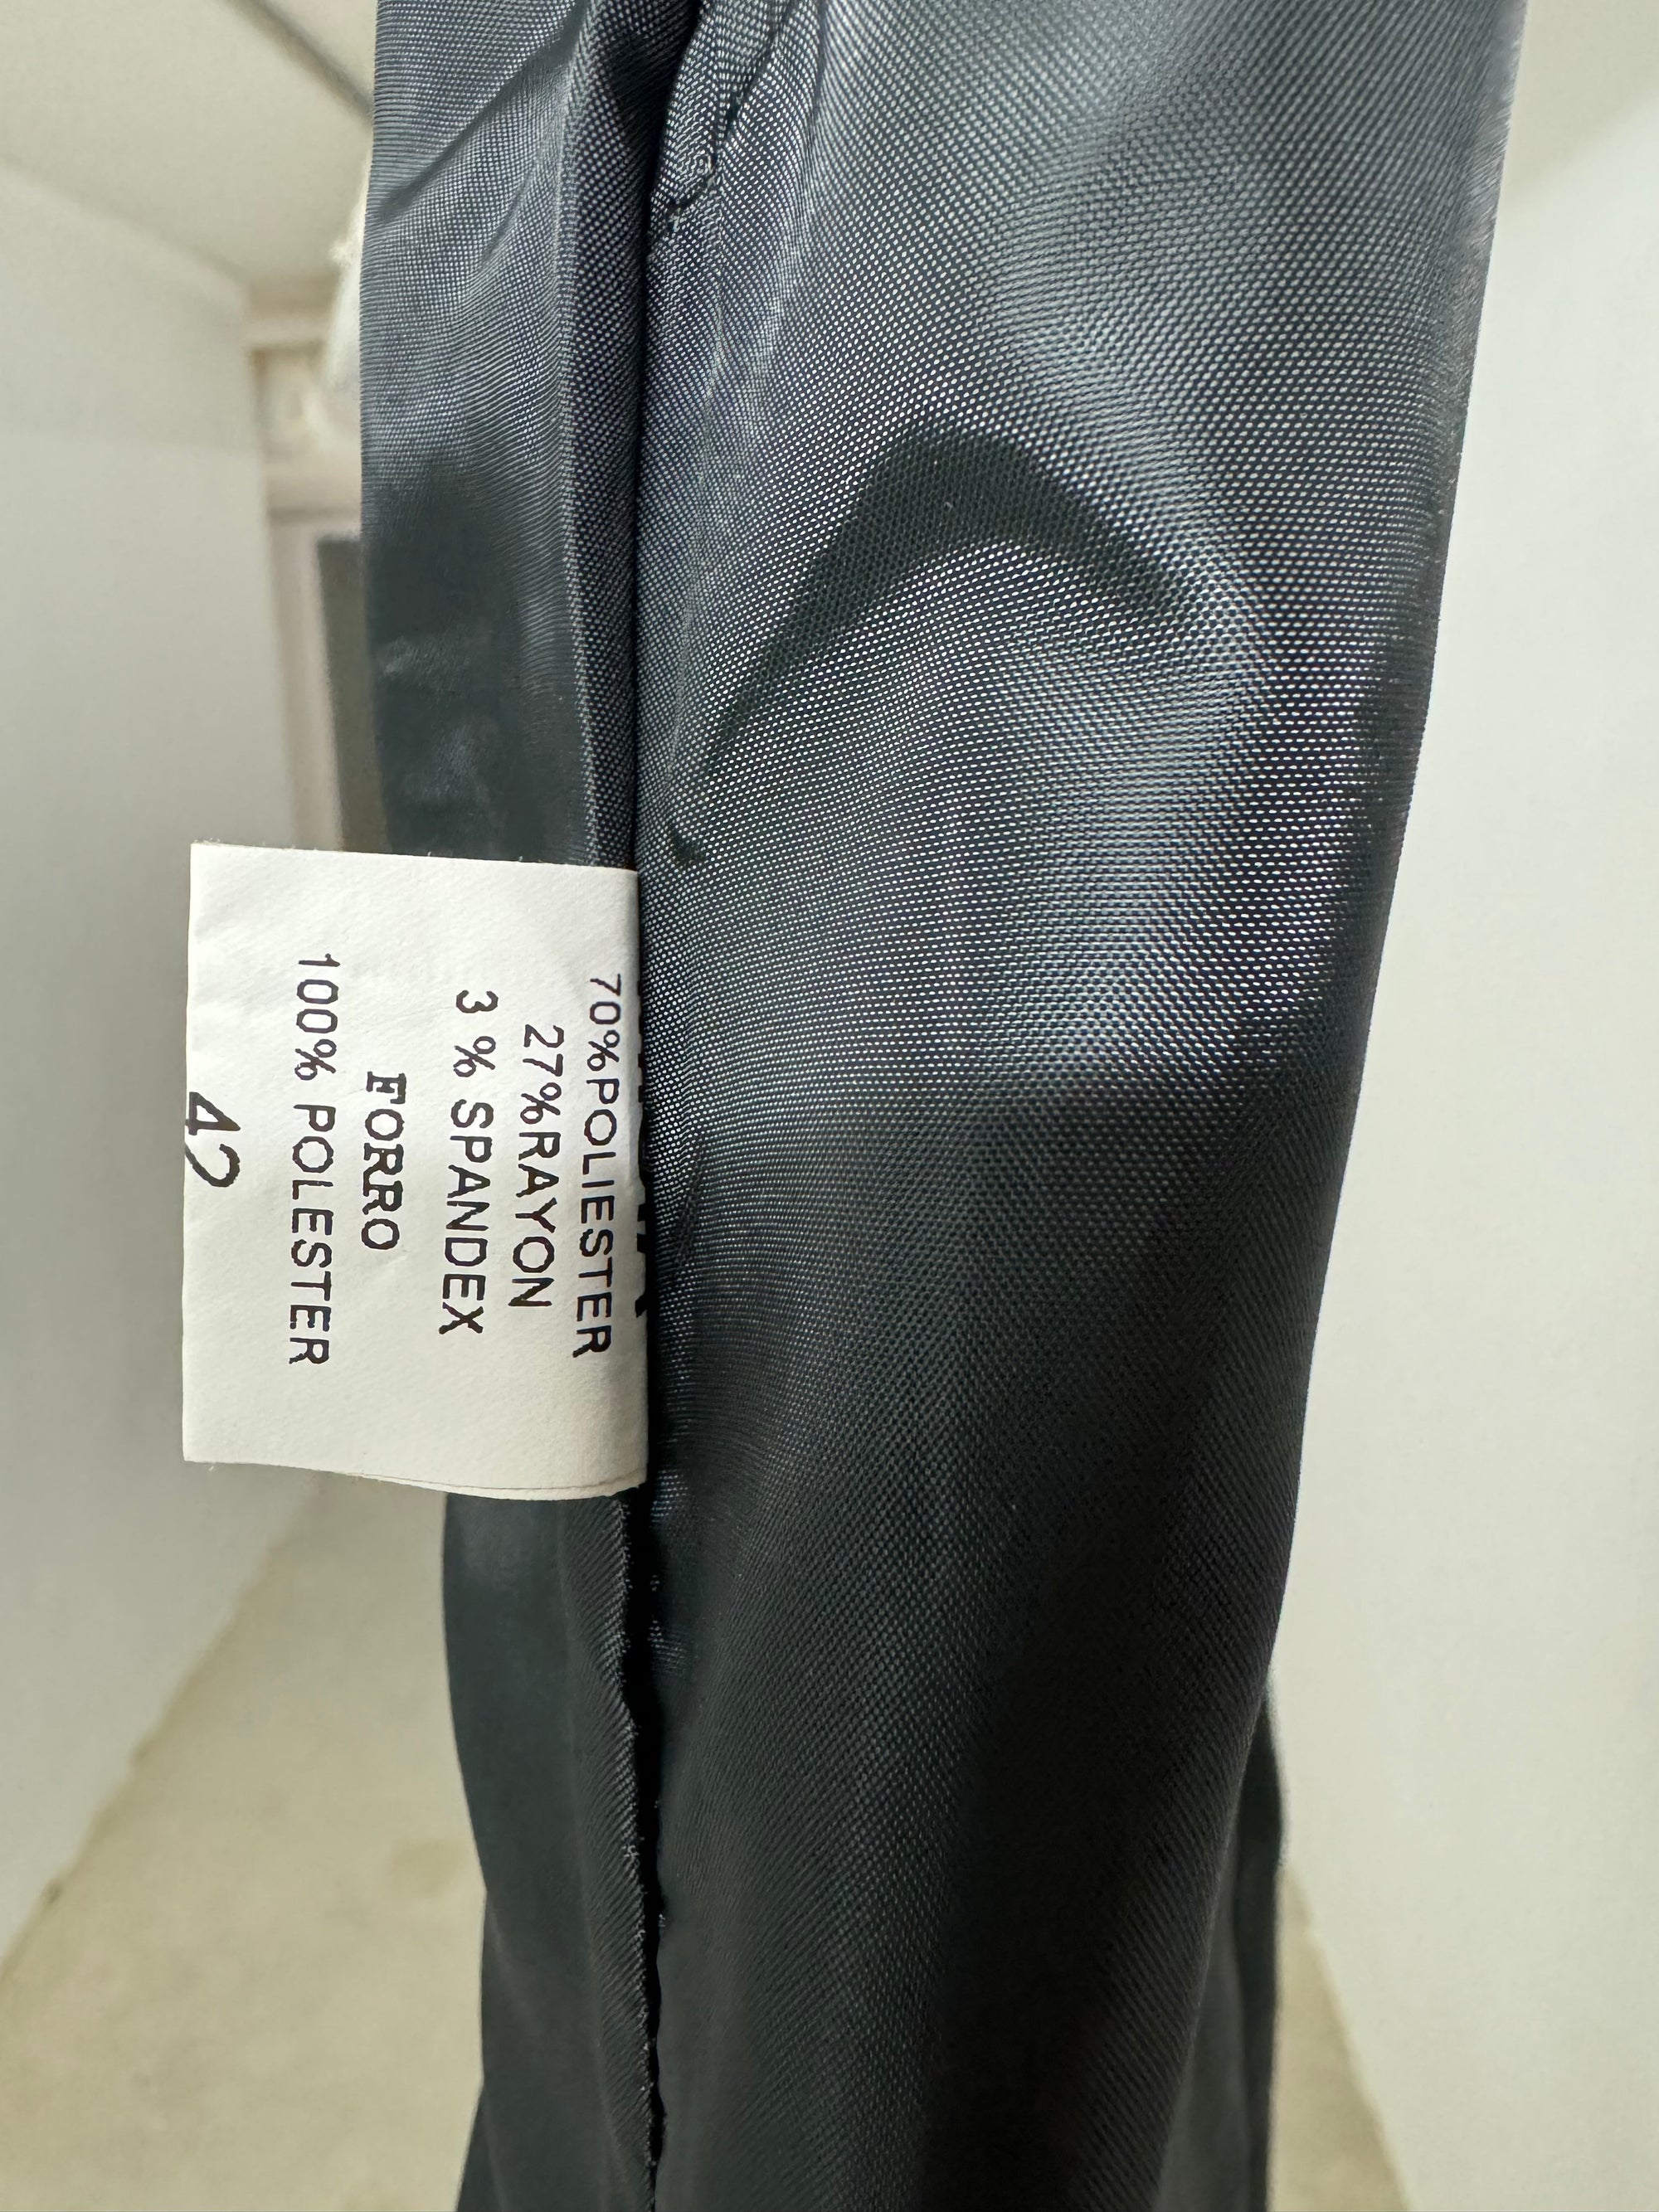 70%POLIESTER
27%RAYON
3 % SPANDEX
FORRO
100% POLESTER
42